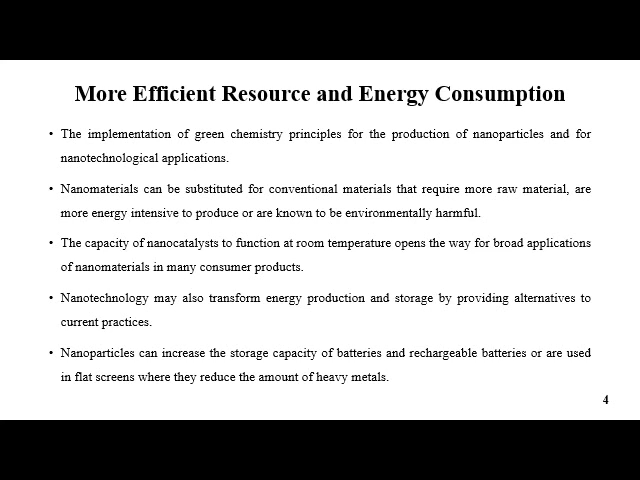 More Efficient Resource and Energy Consumption
• The implementation of green chemistry principles for the production of nanoparticles and for
nanotechnological applications.
• Nanomaterials can be substituted for conventional materials that require more raw material, are
more energy intensive to produce or are known to be environmentally harmful.
• The capacity of nanocatalysts to function at room temperature opens the way for broad applications
of nanomaterials in many consumer products.
• Nanotechnology may also transform energy production and storage by providing alternatives to
current practices.
• Nanoparticles can increase the storage capacity of batteries and rechargeable batteries or are used
in flat screens where they reduce the amount of heavy metals.
4